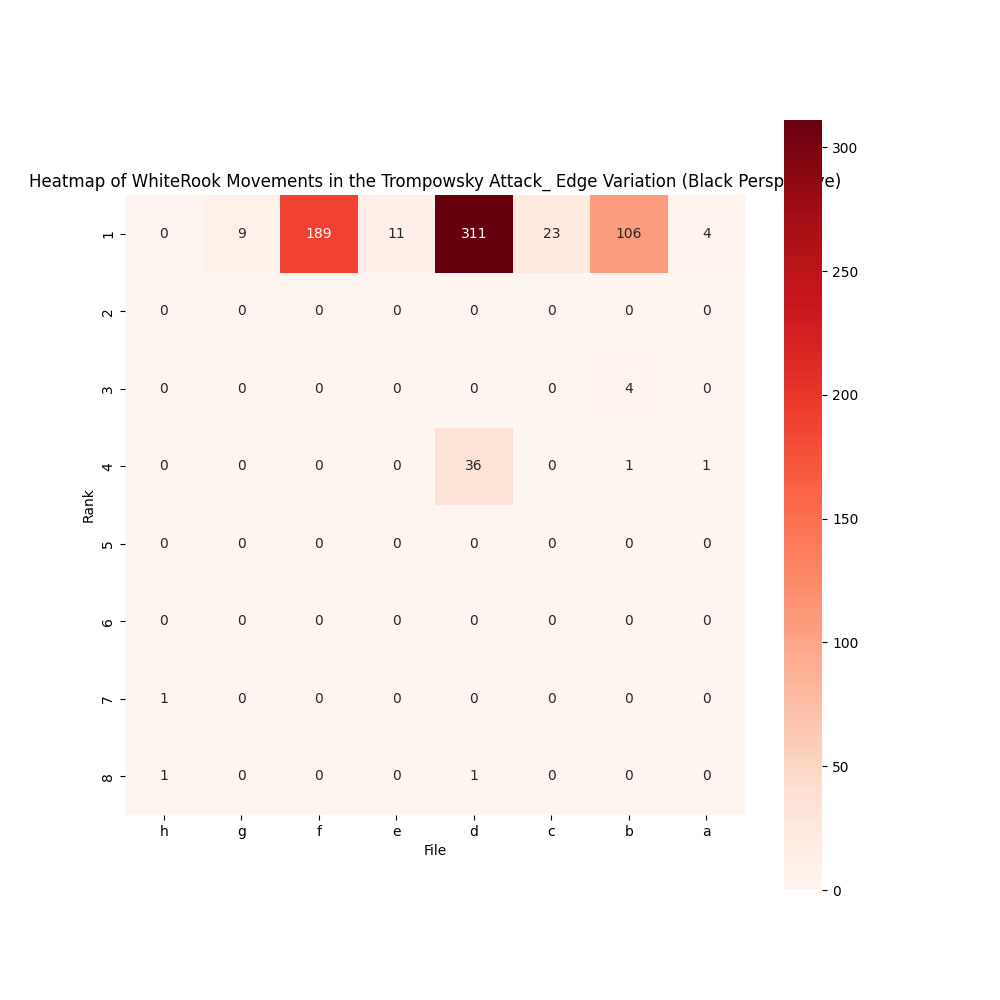 Heatmap of WhiteRook Movements in the Trompowsky Attack_ Edge Variation (Black
1 0 9 189 11 311 23 106 4
2 0 0 0 0 0 0 0 0
3 0 0 0 0 0 0 4 0
4 0 0 0 0 36 0 1 1
5 0 0 0 0 0 0 0 0
6 0 0 0 0 0 0 0 0
7 1 0 0 0 0 0 0 0
8 1 0 0 0 1 0 0 0
h g f e d c b a
File
Rank
300
250
200
150
100
50
0